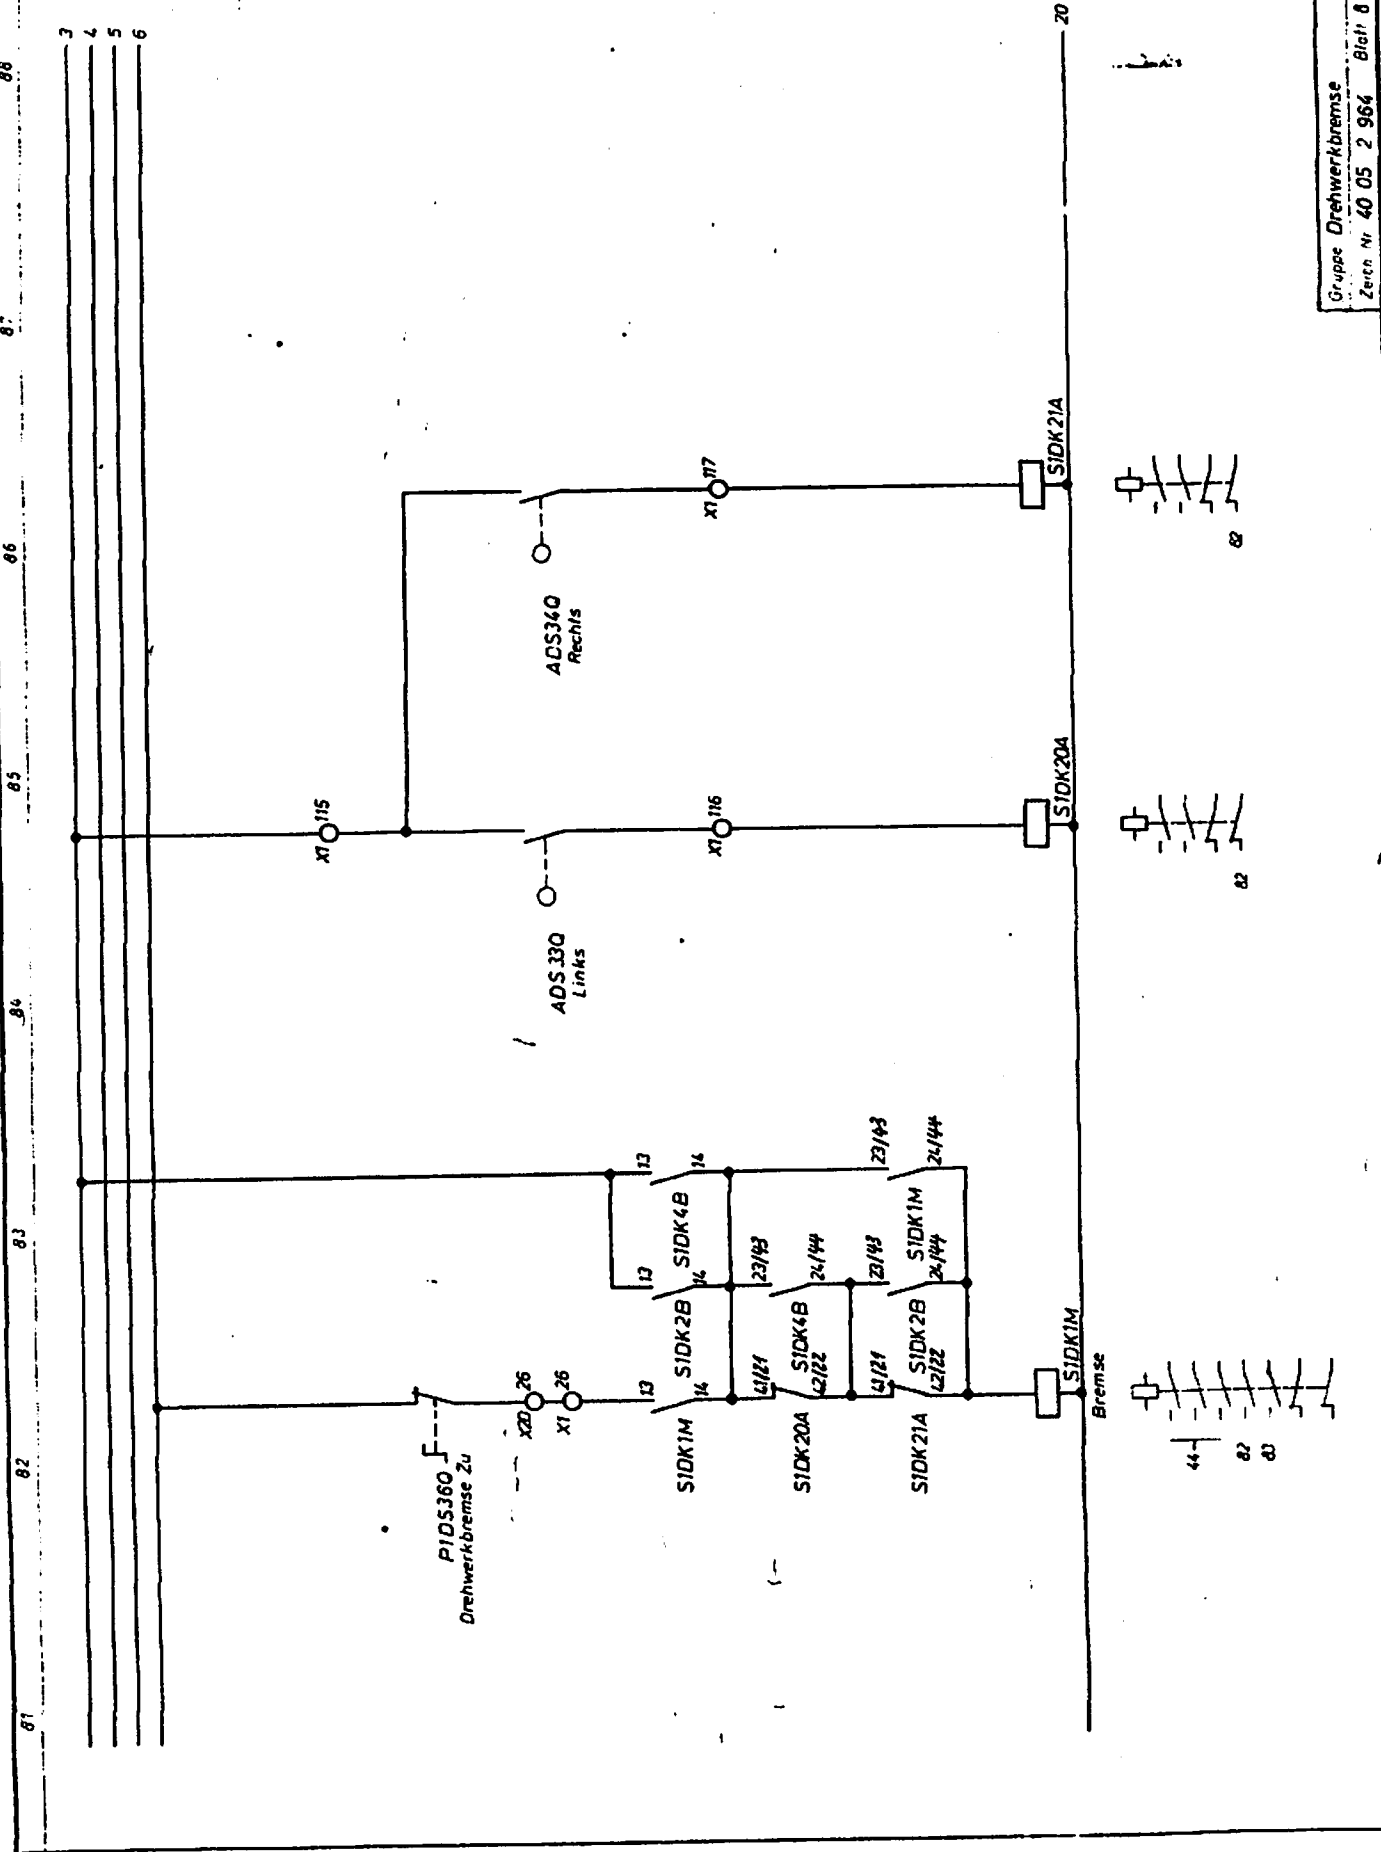 81
82
83
84
85
86
87
88
3
4
5
6
P1DS36Q
Drehwerkbremse Zu
X20 26
X1 26
13
S1DK1M
14
13
S1DK2B
14
13
S1DK4B
14
41/21
S1DK20A
42/22
23/43
S1DK4B
24/44
41/21
S1DK21A
42/22
23/43
S1DK2B
24/44
23/43
S1DK1M
24/44
S1DK1M
Bremse
44
82
83
X1 115
ADS33Q
Links
X1 116
S1DK20A
82
ADS34Q
Rechts
X1 117
S1DK21A
82
20
Gruppe Drehwerkbremse
Zeich Nr 40 05 2 964 Blatt 8